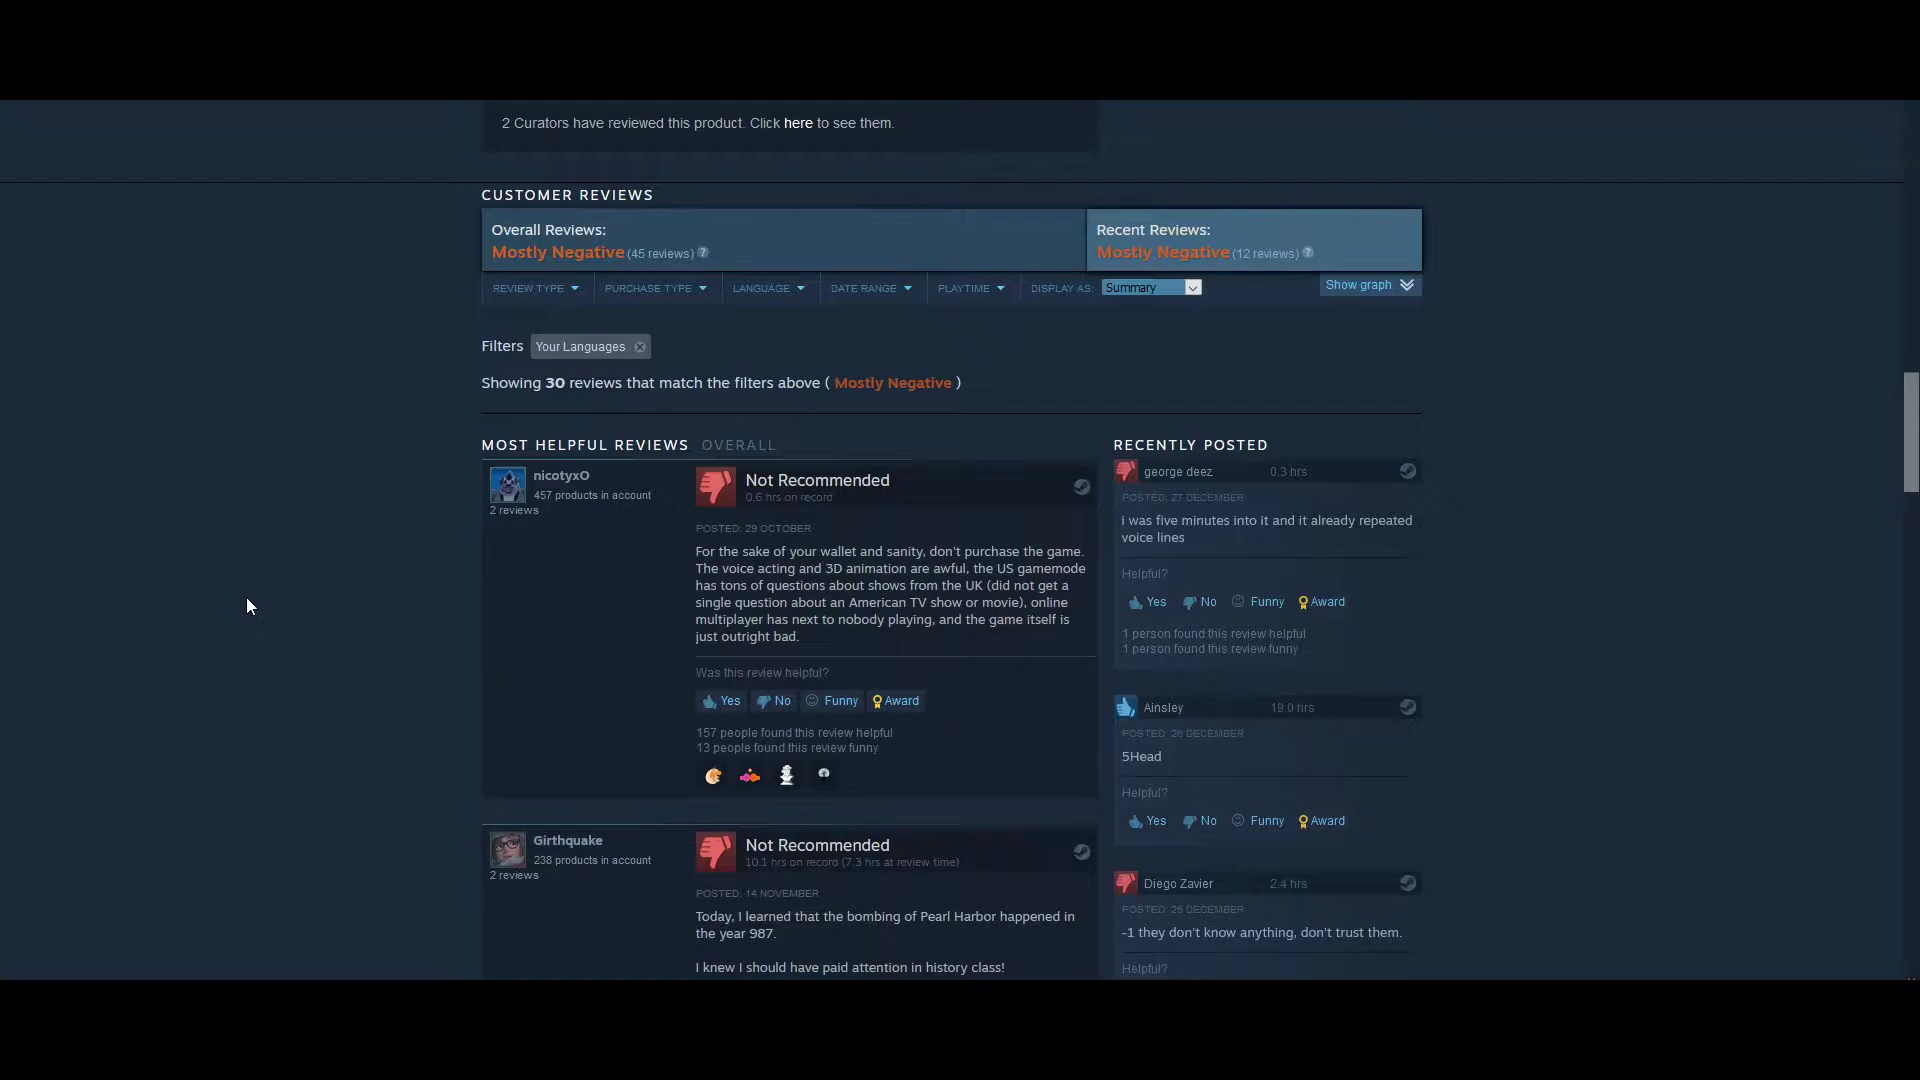 2 Curators have reviewed this product. Click here to see them.
CUSTOMER REVIEWS
Overall Reviews:
Mostly Negative (45 reviews) ?
Recent Reviews:
Mostly Negative (12 reviews) ?
REVIEW TYPE PURCHASE TYPE LANGUAGE DATE RANGE PLAYTIME DISPLAY AS: Summary Show graph
Filters Your Languages
Showing 30 reviews that match the filters above ( Mostly Negative )
MOST HELPFUL REVIEWS OVERALL
nicotyxO
457 products in account
2 reviews
Not Recommended
0.6 hrs on record
POSTED: 29 OCTOBER
For the sake of your wallet and sanity, don't purchase the game.
The voice acting and 3D animation are awful, the US gamemode
has tons of questions about shows from the UK (did not get a
single question about an American TV show or movie), online
multiplayer has next to nobody playing, and the game itself is
just outright bad.
Was this review helpful?
Yes No Funny Award
157 people found this review helpful
13 people found this review funny
Girthquake
238 products in account
2 reviews
Not Recommended
10.1 hrs on record (7.3 hrs at review time)
POSTED: 14 NOVEMBER
Today, I learned that the bombing of Pearl Harbor happened in
the year 987.
I knew I should have paid attention in history class!
RECENTLY POSTED
george deez 0.3 hrs
POSTED: 27 DECEMBER
i was five minutes into it and it already repeated
voice lines
Helpful?
Yes No Funny Award
1 person found this review helpful
1 person found this review funny
Ainsley 19.0 hrs
POSTED: 26 DECEMBER
5Head
Helpful?
Yes No Funny Award
Diego Zavier 2.4 hrs
POSTED: 25 DECEMBER
-1 they don't know anything, don't trust them.
Helpful?